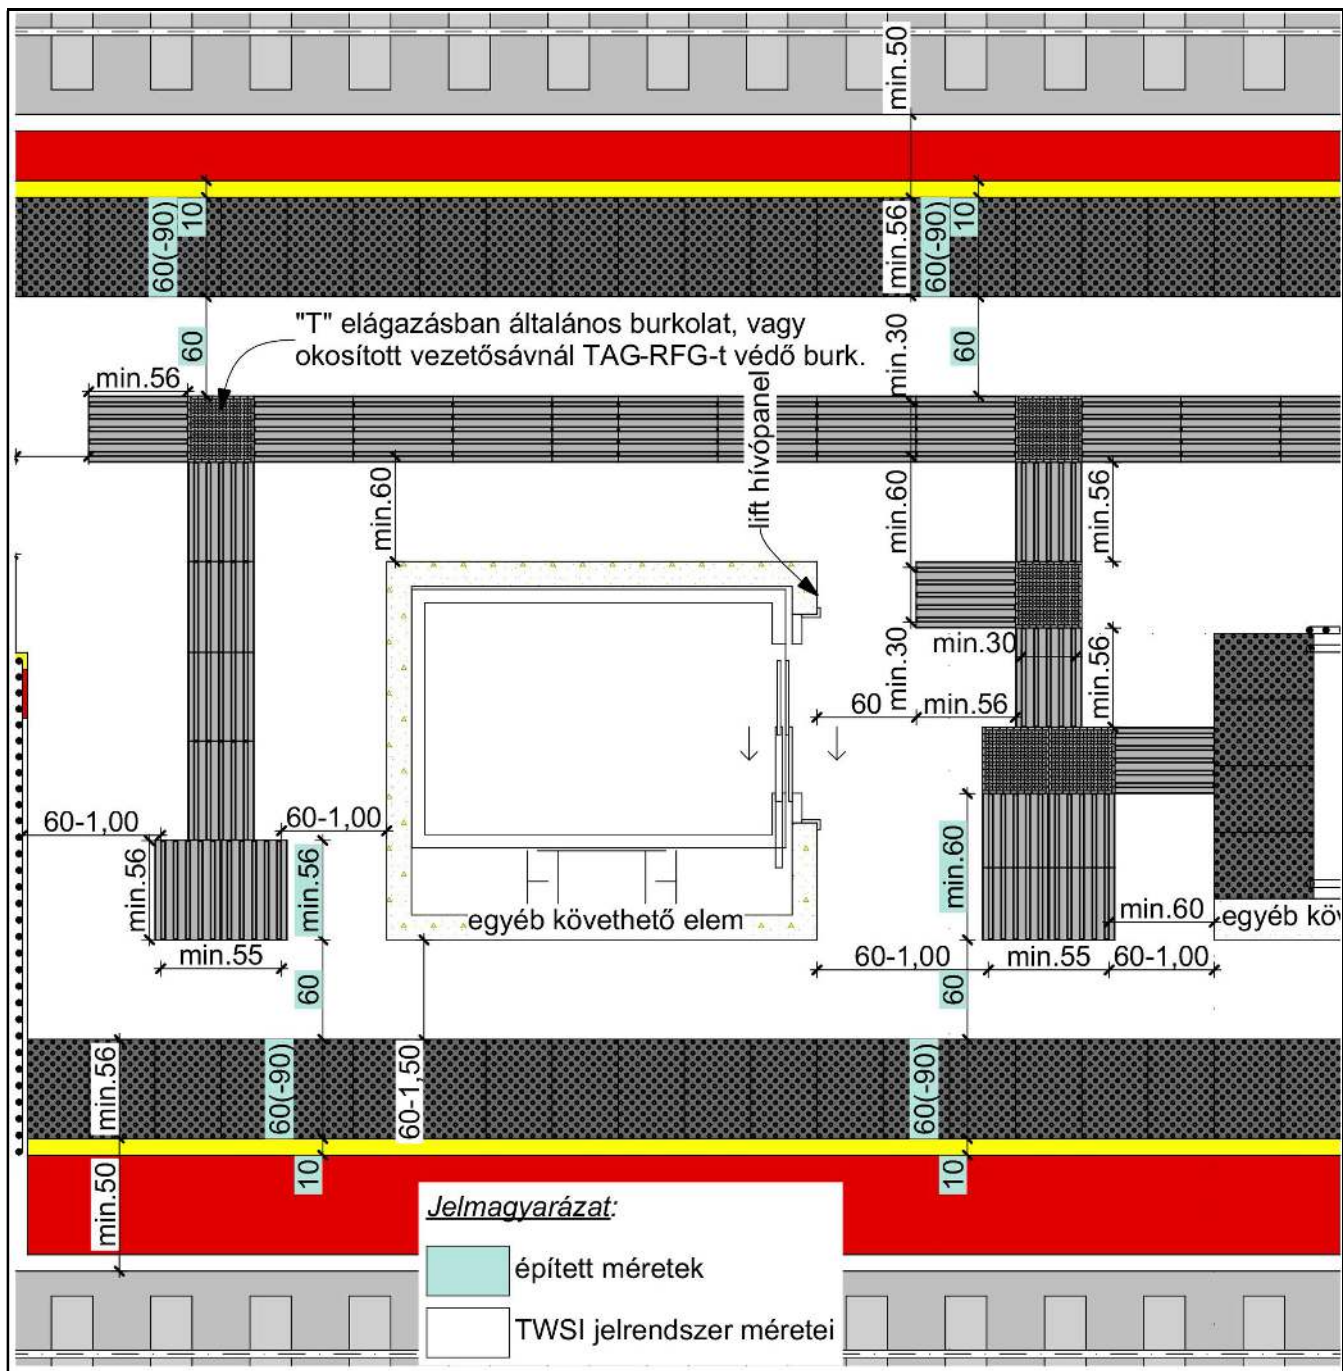 min.50
60(-90)
10
min.56
60(-90)
10
60
"T" elágazásban általános burkolat, vagy
okosított vezetősávnál TAG-RFG-t védő burk.
min.30
60
min.56
lift hívópanel
min.60
min.60
min.56
min.30
min.30
min.56
60
min.56
60-1,00
60-1,00
min.56
min.56
min.60
egyéb követhető elem
min.60
egyéb köv
min.55
60-1,00
min.55
60-1,00
60
60
min.56
60(-90)
60-1,50
60(-90)
min.50
10
10
Jelmagyarázat:
épített méretek
TWSI jelrendszer méretei